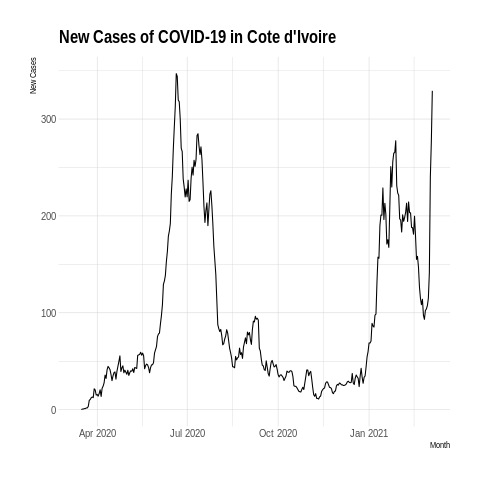 New Cases of COVID-19 in Cote d'Ivoire
New Cases
300
200
100
0
Apr 2020 Jul 2020 Oct 2020 Jan 2021
Month